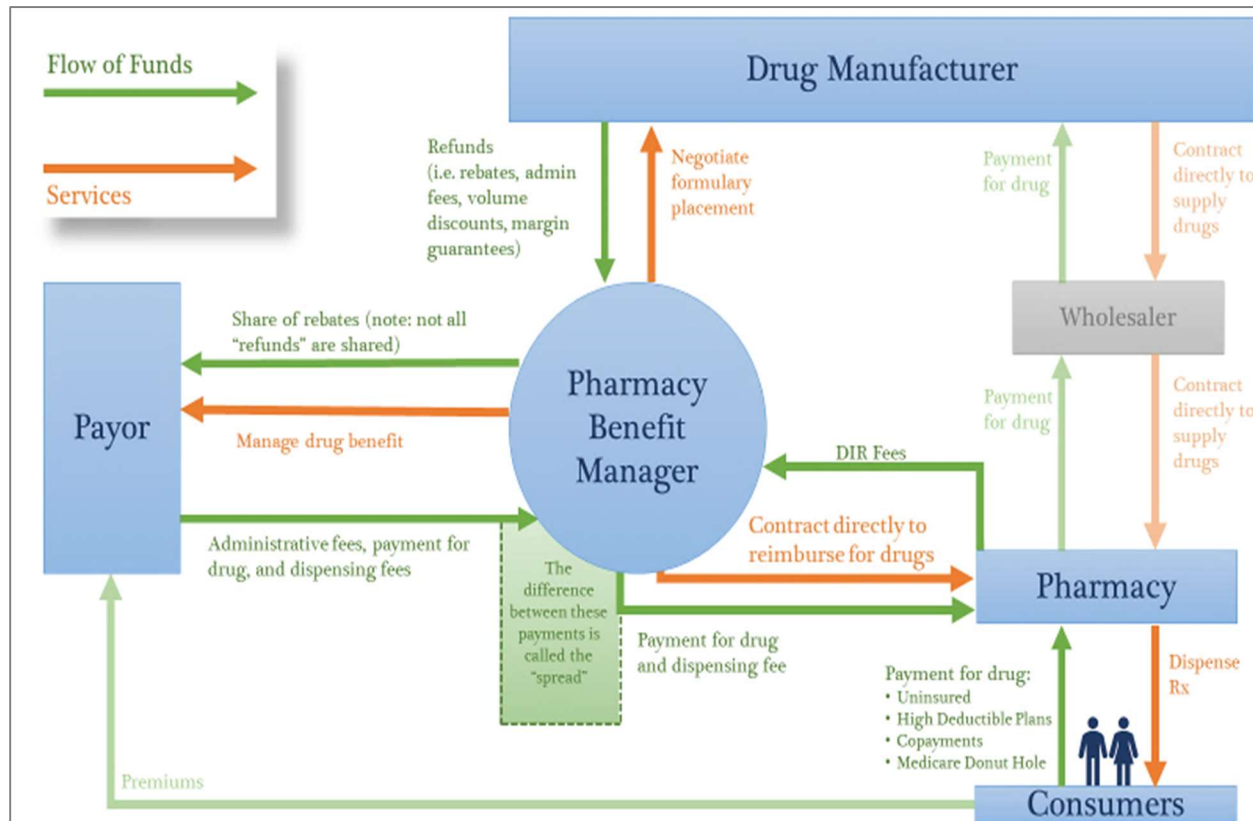 Flow of Funds
Services
Drug Manufacturer
Refunds
(i.e. rebates, admin
fees, volume
discounts, margin
guarantees)
Negotiate
formulary
placement
Payment
for drug
Contract
directly to
supply
drugs
Wholesaler
Payment
for drug
Contract
directly to
supply
drugs
Payor
Share of rebates (note: not all
“refunds” are shared)
Manage drug benefit
Administrative fees, payment for
drug, and dispensing fees
Pharmacy
Benefit
Manager
The
difference
between these
payments is
called the
“spread”
DIR Fees
Contract directly to
reimburse for drugs
Payment for drug
and dispensing fee
Pharmacy
Payment for drug:
• Uninsured
• High Deductible Plans
• Copayments
• Medicare Donut Hole
Dispense
Rx
Premiums
Consumers